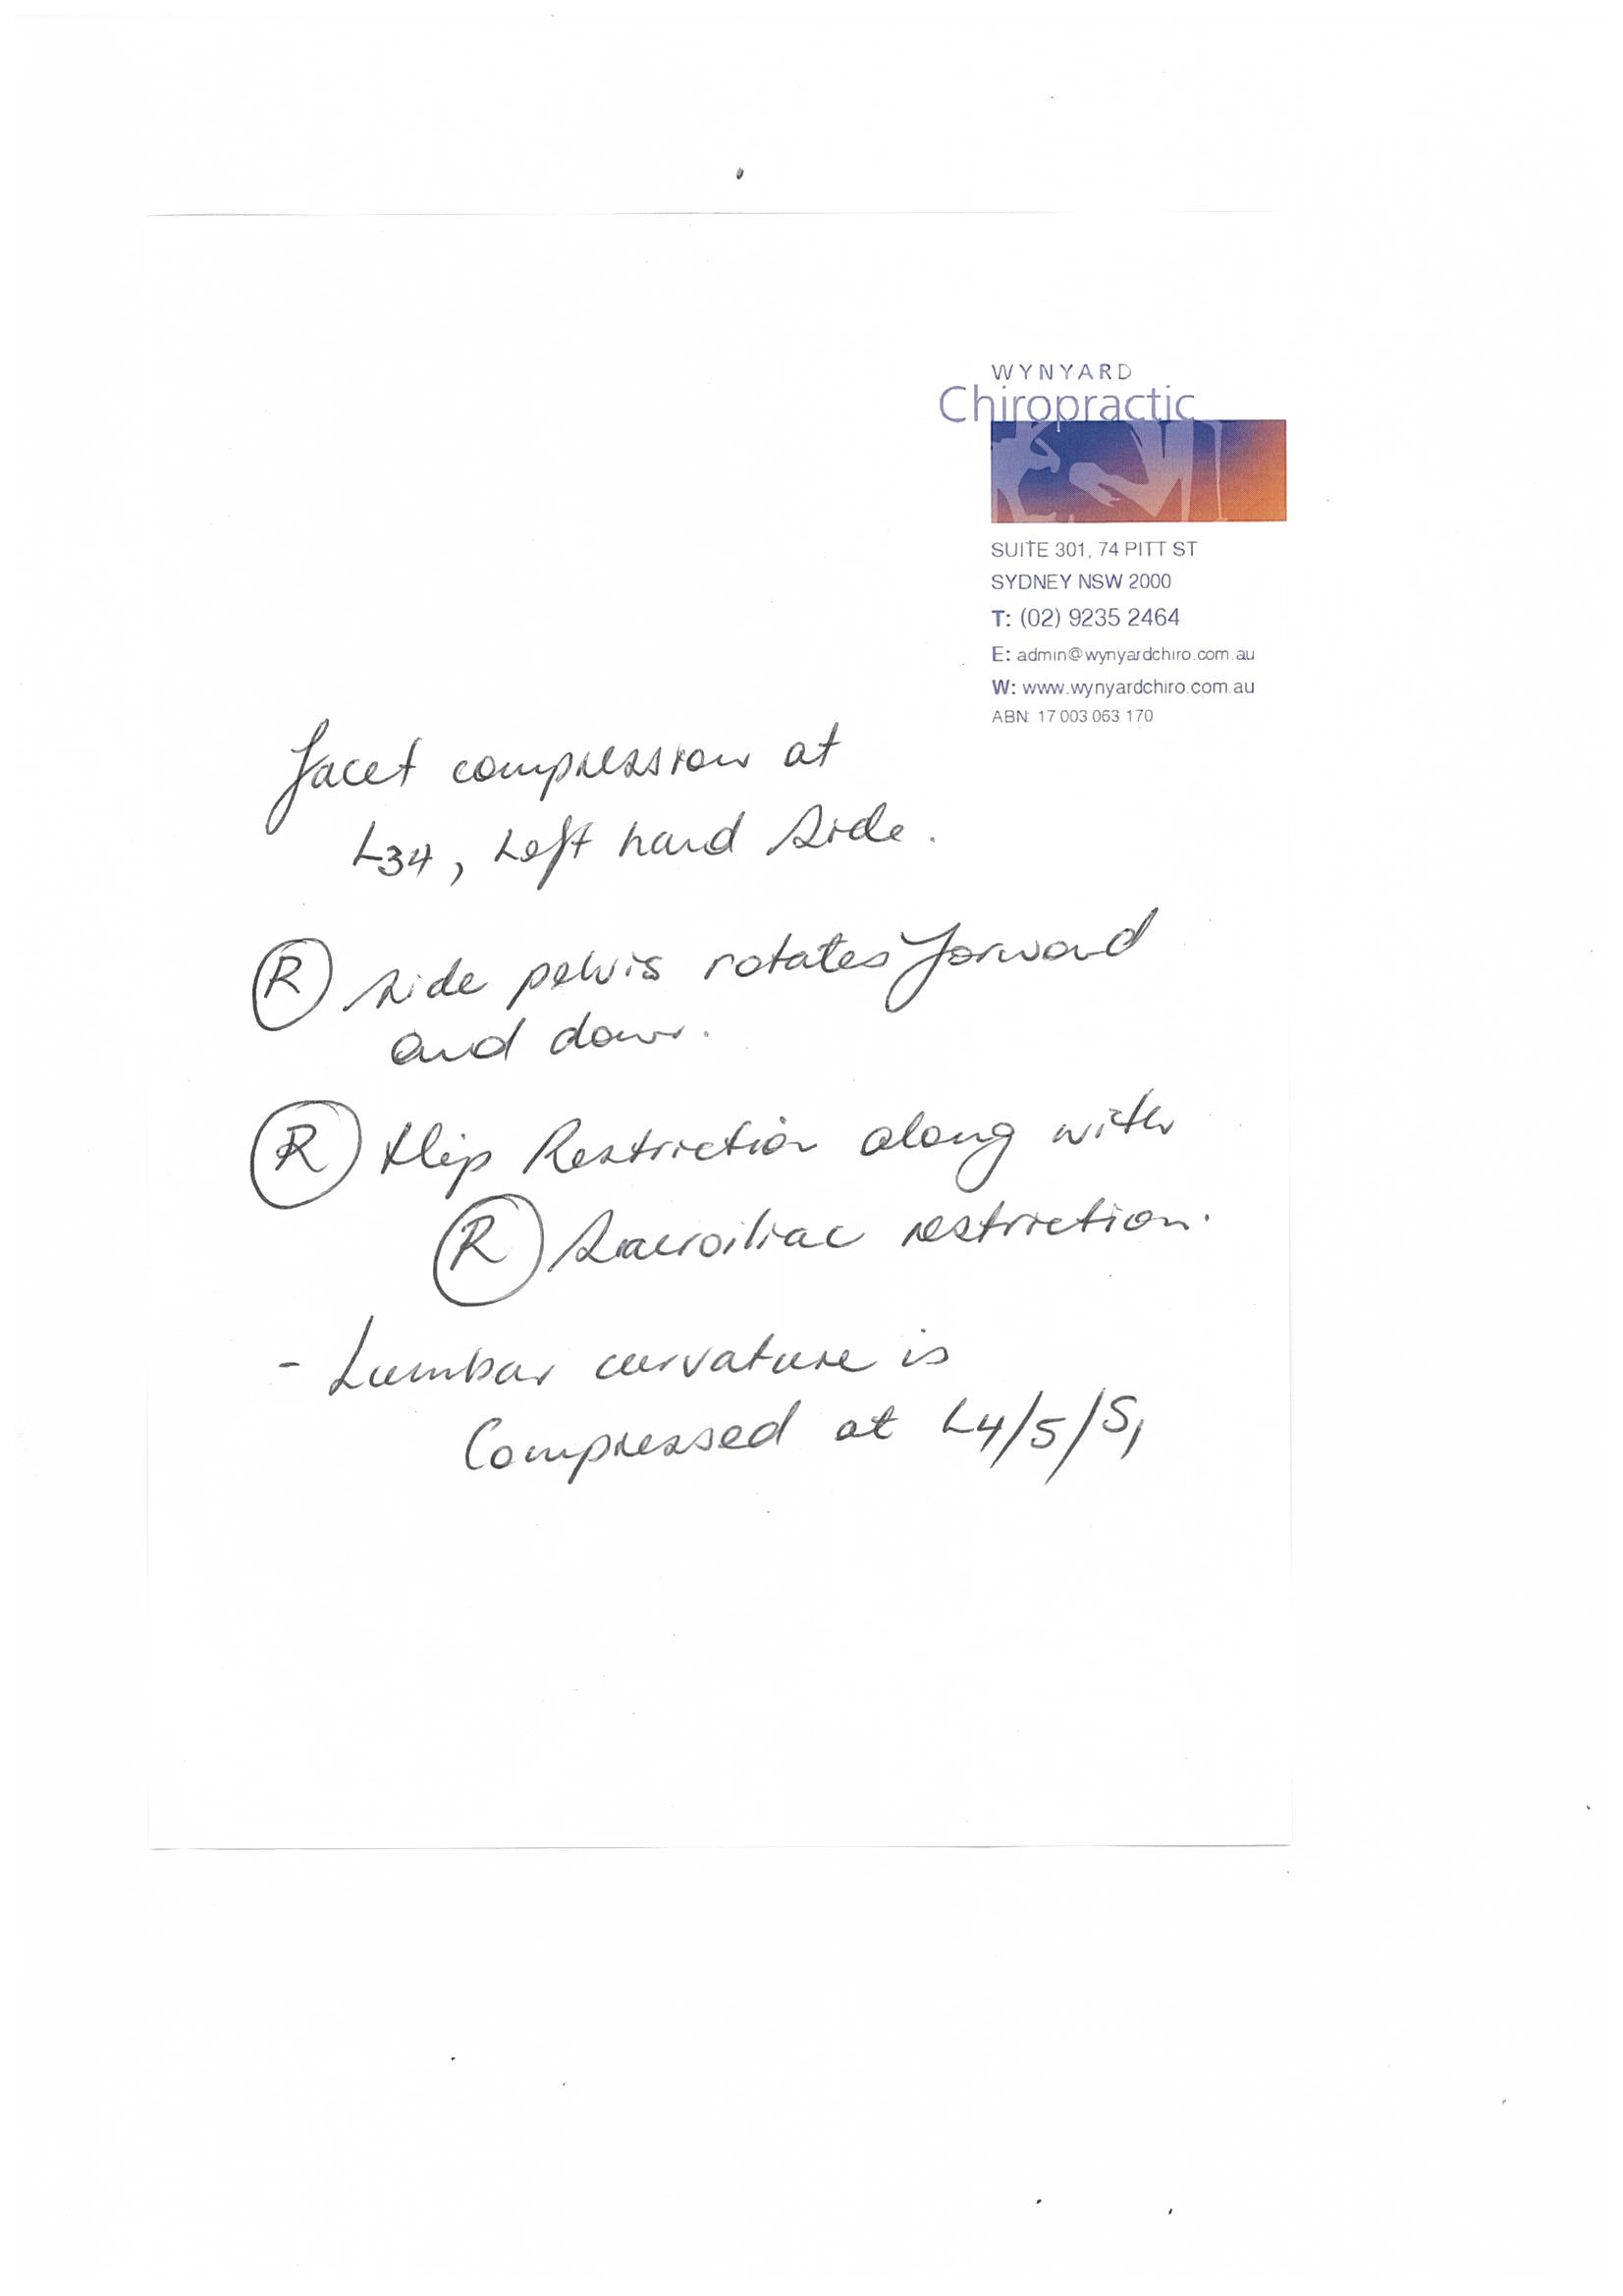 WYNYARD
Chiropractic
SUITE 301, 74 PITT ST
SYDNEY NSW 2000
T: (02) 9235 2464
E: admin@wynyardchiro.com.au
W: www.wynyardchiro.com.au
ABN: 17 003 063 170
Facet compression at
L34, Left hand side.
(R) side pelvis rotates forward
and down.
(R) Hip Restriction along with
(R) Sacroiliac restriction.
- Lumbar curvature is
Compressed at L4/5/S1